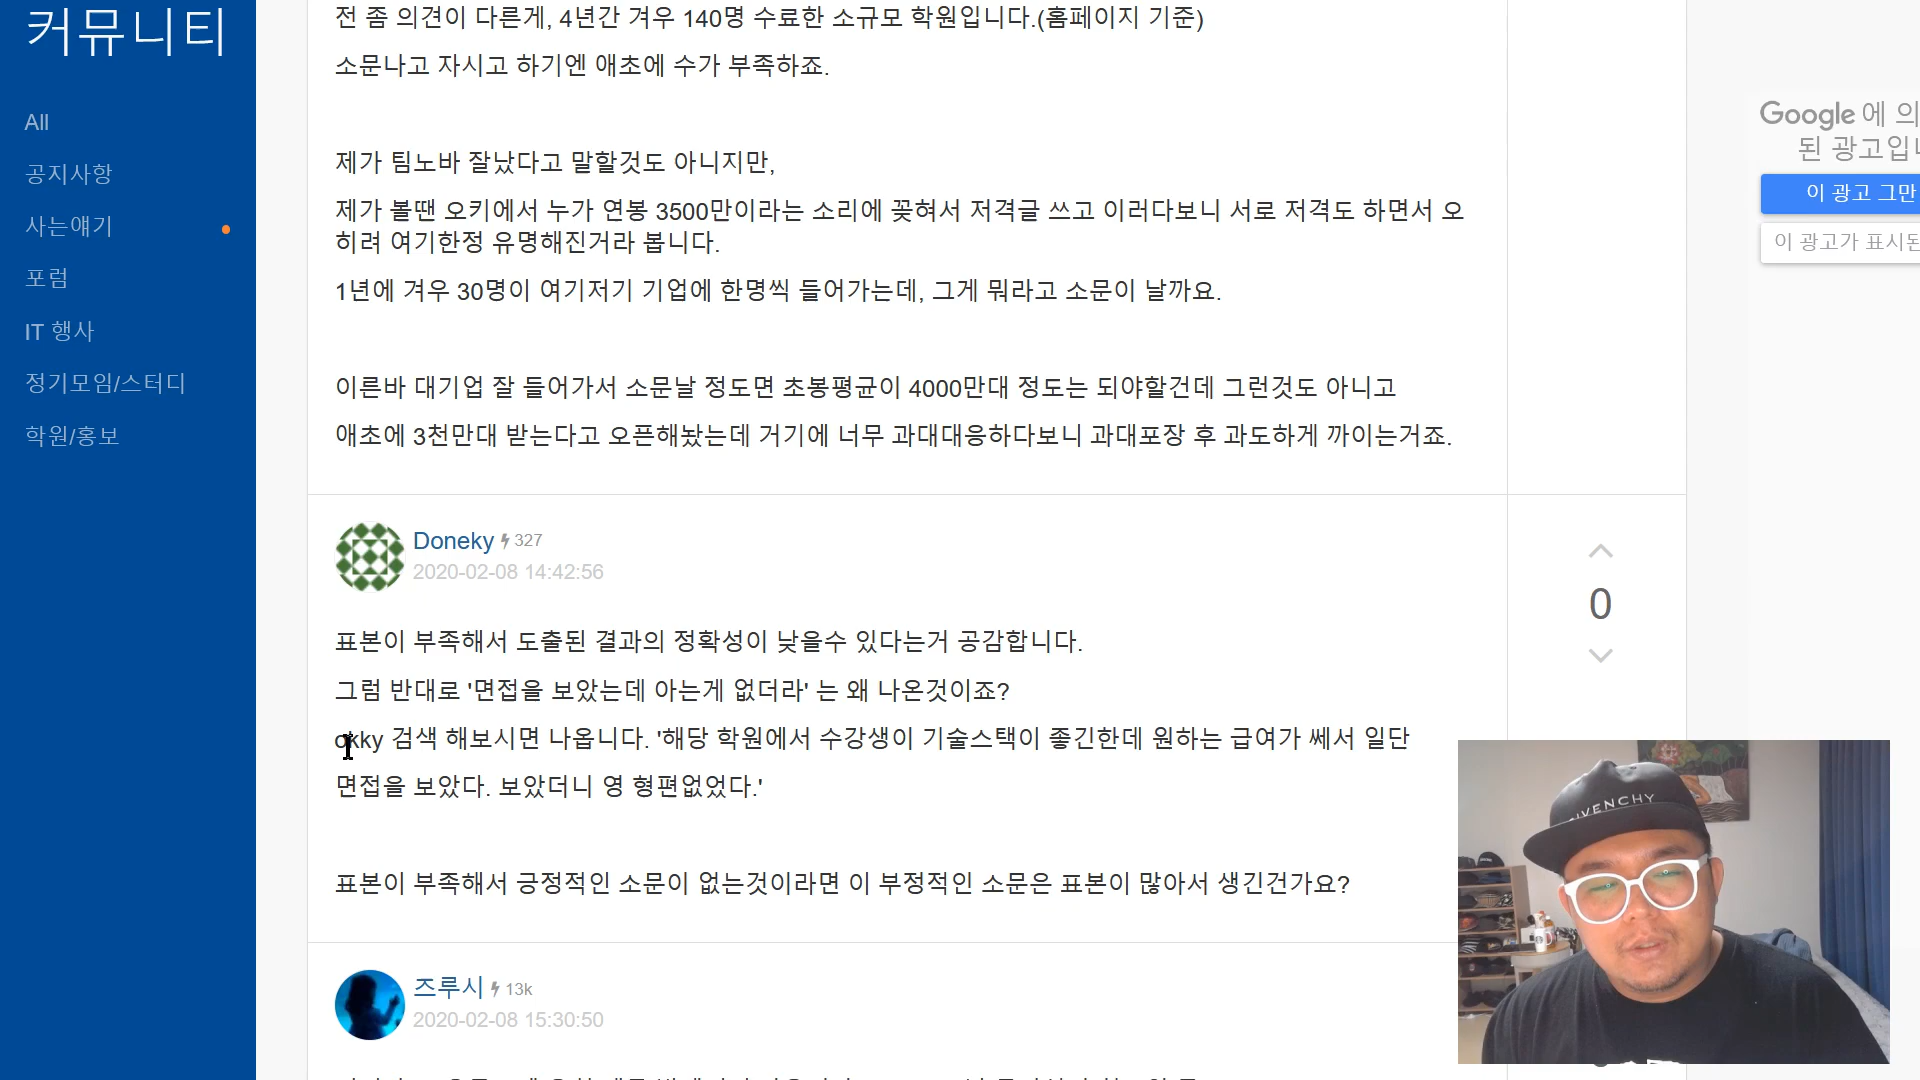 커뮤니티
All
공지사항
사는얘기
포럼
IT 행사
정기모임/스터디
학원/홍보
전 좀 의견이 다른게, 4년간 겨우 140명 수료한 소규모 학원입니다.(홈페이지 기준)
소문나고 자시고 하기엔 애초에 수가 부족하죠.
제가 팀노바 잘났다고 말할것도 아니지만,
제가 볼땐 오키에서 누가 연봉 3500만이라는 소리에 꽂혀서 저격글 쓰고 이러다보니 서로 저격도 하면서 오
히려 여기한정 유명해진거라 봅니다.
1년에 겨우 30명이 여기저기 기업에 한명씩 들어가는데, 그게 뭐라고 소문이 날까요.
이른바 대기업 잘 들어가서 소문날 정도면 초봉평균이 4000만대 정도는 되야할건데 그런것도 아니고
애초에 3천만대 받는다고 오픈해놨는데 거기에 너무 과대대응하다보니 과대포장 후 과도하게 까이는거죠.
Doneky 327
2020-02-08 14:42:56
0
표본이 부족해서 도출된 결과의 정확성이 낮을수 있다는거 공감합니다.
그럼 반대로 '면접을 보았는데 아는게 없더라' 는 왜 나온것이죠?
okky 검색 해보시면 나옵니다. '해당 학원에서 수강생이 기술스택이 좋긴한데 원하는 급여가 쎄서 일단
면접을 보았다. 보았더니 영 형편없었다.'
표본이 부족해서 긍정적인 소문이 없는것이라면 이 부정적인 소문은 표본이 많아서 생긴건가요?
즈루시 13k
2020-02-08 15:30:50
Google 에 의
된 광고입
이 광고 그만
이 광고가 표시된
GIVENCHY